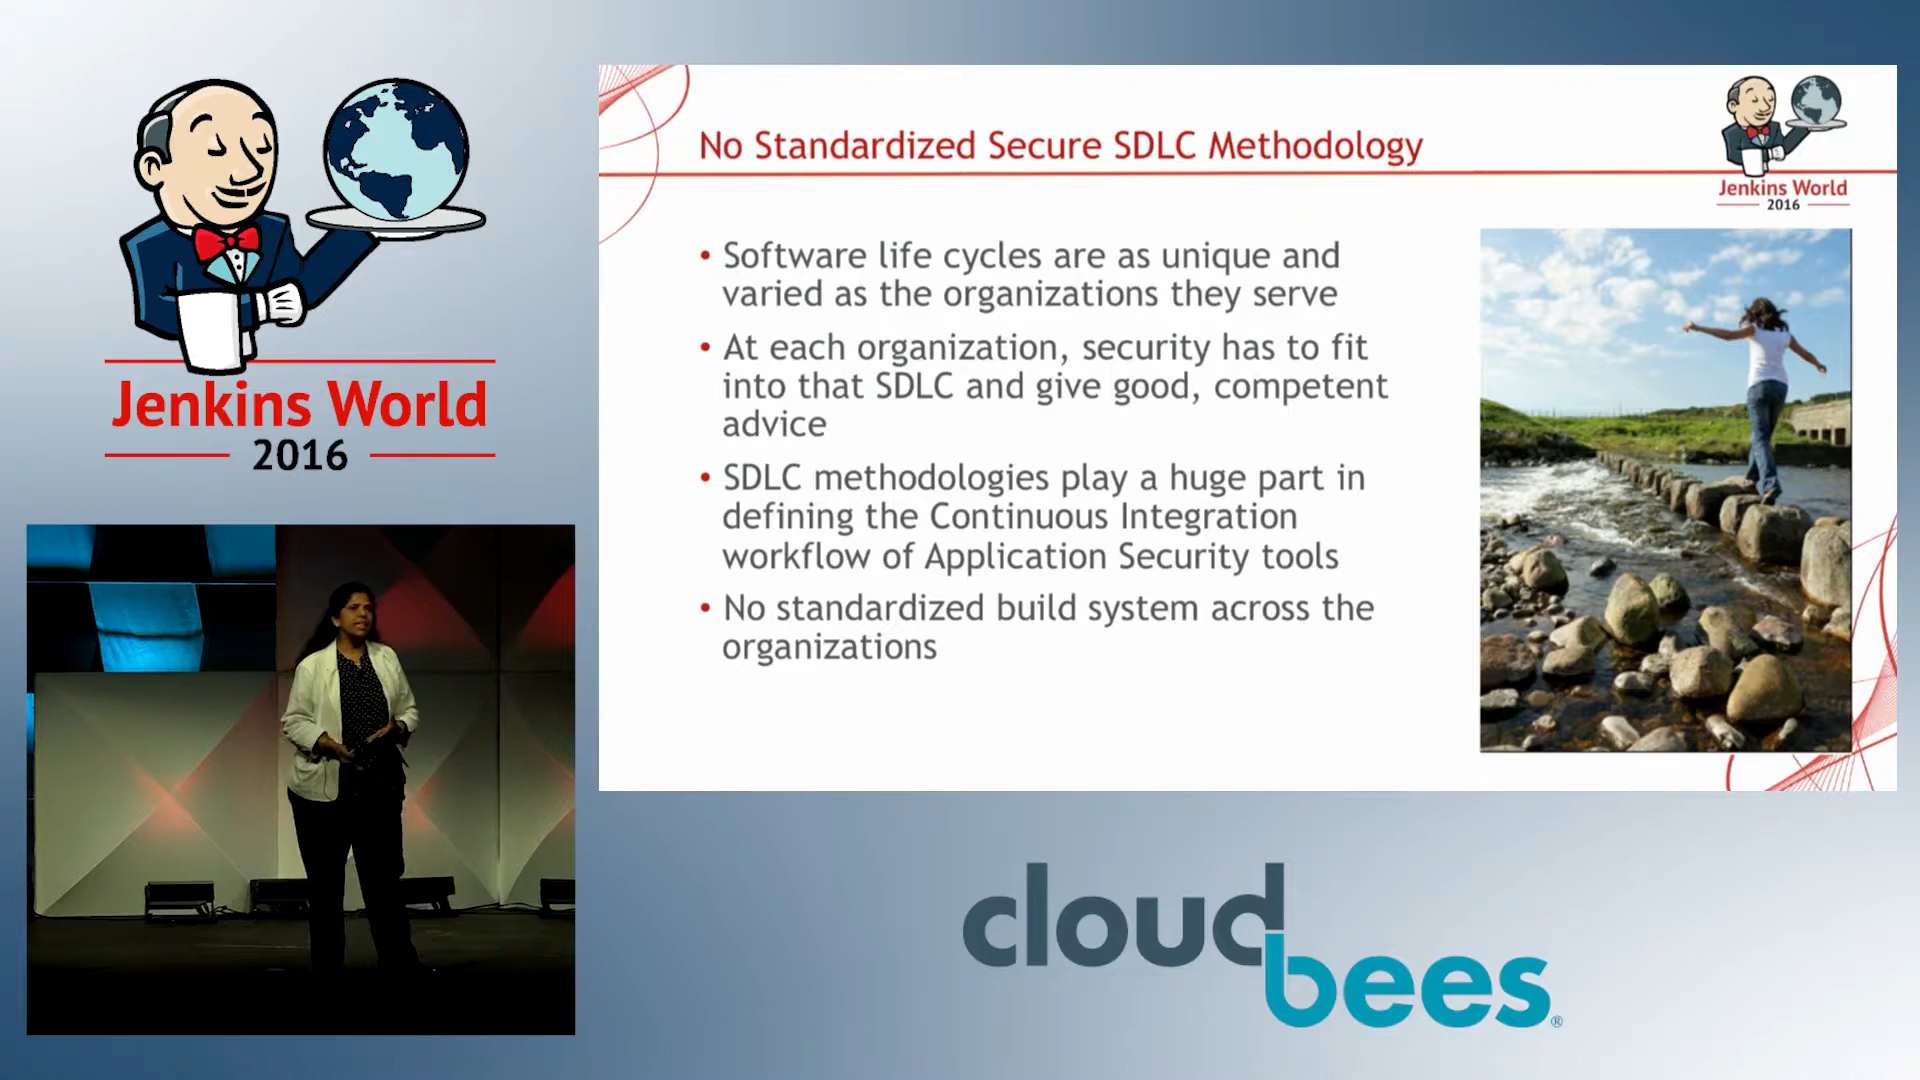 Jenkins World
2016
No Standardized Secure SDLC Methodology
Jenkins World
2016
• Software life cycles are as unique and
varied as the organizations they serve
• At each organization, security has to fit
into that SDLC and give good, competent
advice
• SDLC methodologies play a huge part in
defining the Continuous Integration
workflow of Application Security tools
• No standardized build system across the
organizations
cloud
bees®